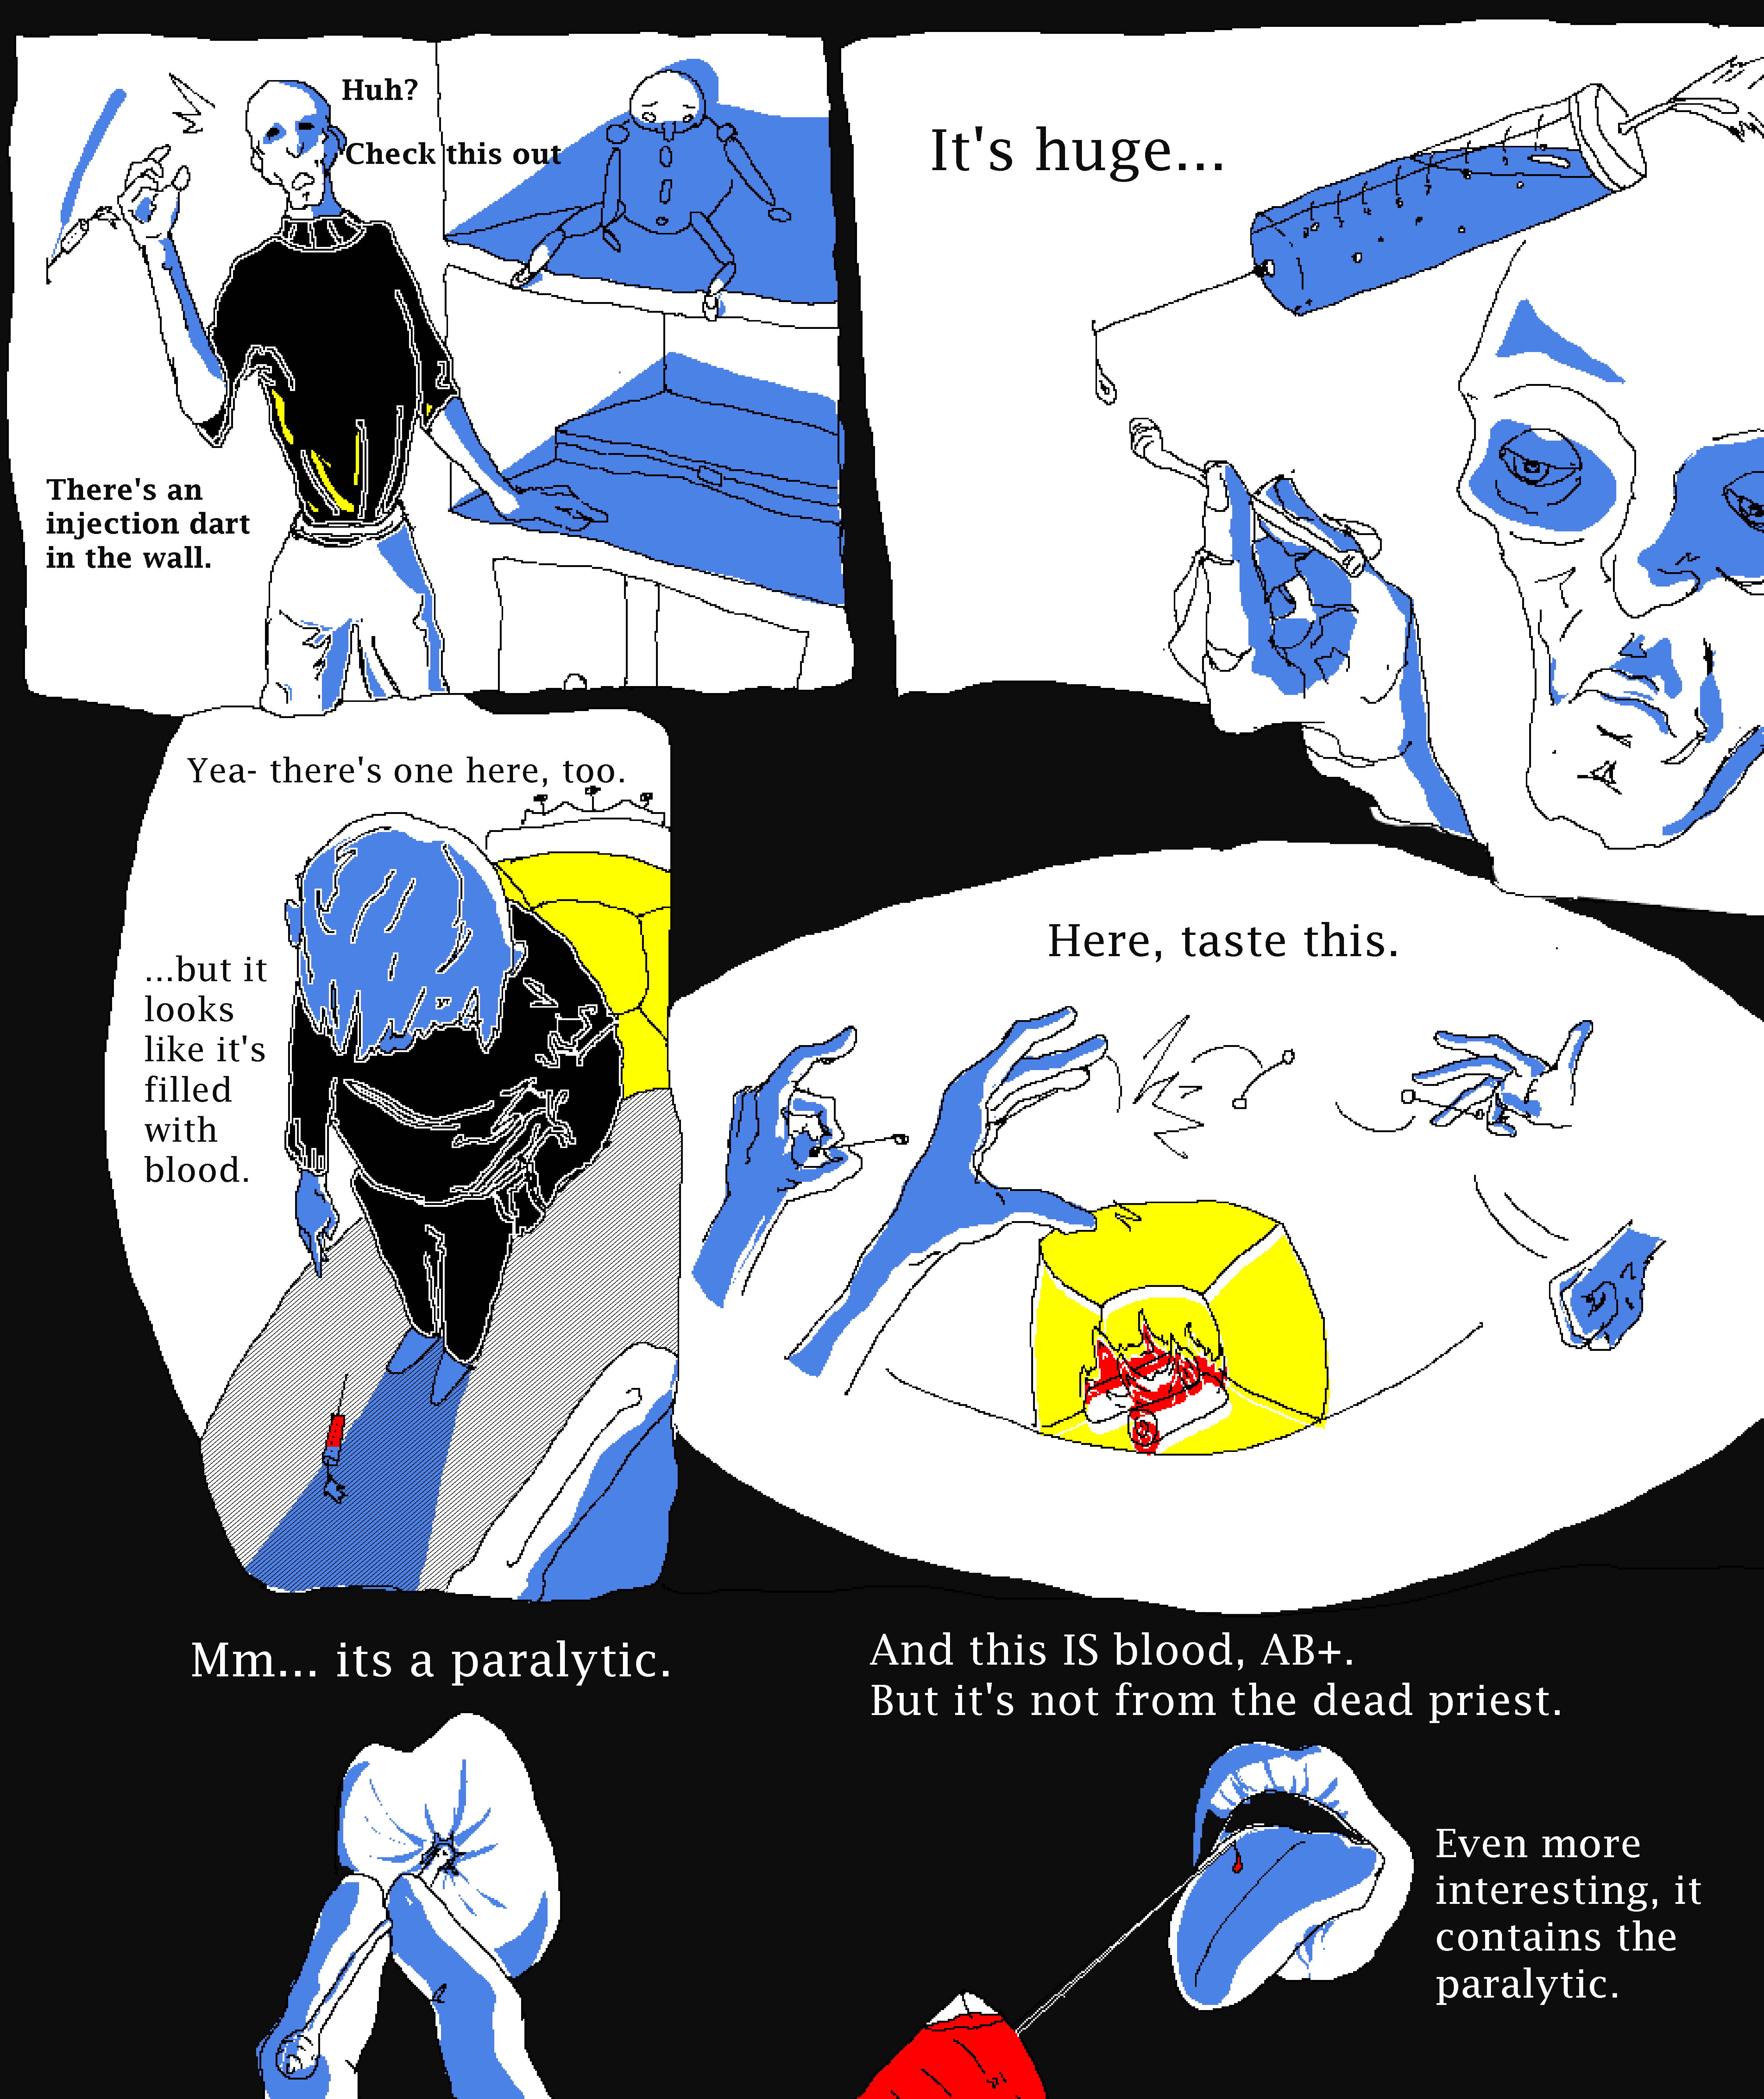 Huh?
Check this out
There's an
injection dart
in the wall.
It's huge...
Yea- there's one here, too.
...but it
looks
like it's
filled
with
blood.
Here, taste this.
Mm... its a paralytic.
And this IS blood, AB+.
But it's not from the dead priest.
Even more
interesting, it
contains the
paralytic.